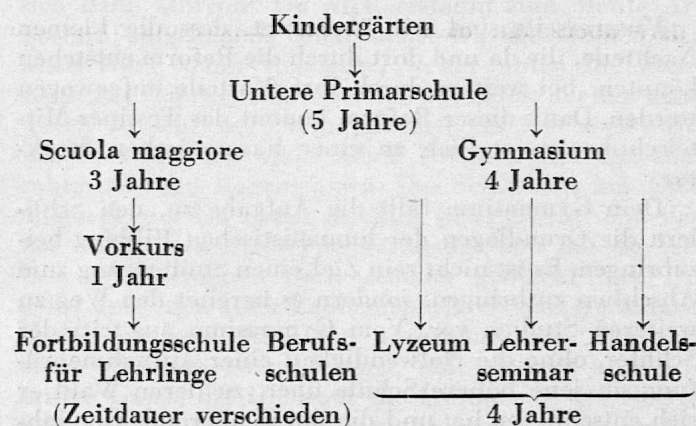 Kindergärten
Untere Primarschule
(5 Jahre)
Scuola maggiore Gymnasium
3 Jahre 4 Jahre
Vorkurs
1 Jahr
Fortbildungsschule Berufs- Lyzeum Lehrer- Handels-
für Lehrlinge schulen seminar schule
(Zeitdauer verschieden) 4 Jahre